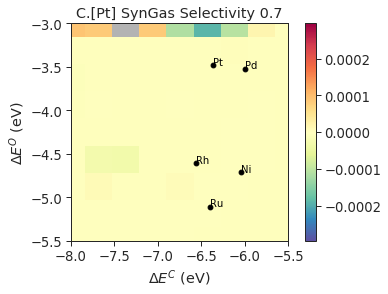 C.[Pt] SynGas Selectivity 0.7
−3.0
−3.5
−4.0
−4.5
−5.0
−5.5
ΔE^O (eV)
Pt
Pd
Rh
Ni
Ru
−8.0 −7.5 −7.0 −6.5 −6.0 −5.5
ΔE^C (eV)
0.0002
0.0001
0.0000
−0.0001
−0.0002